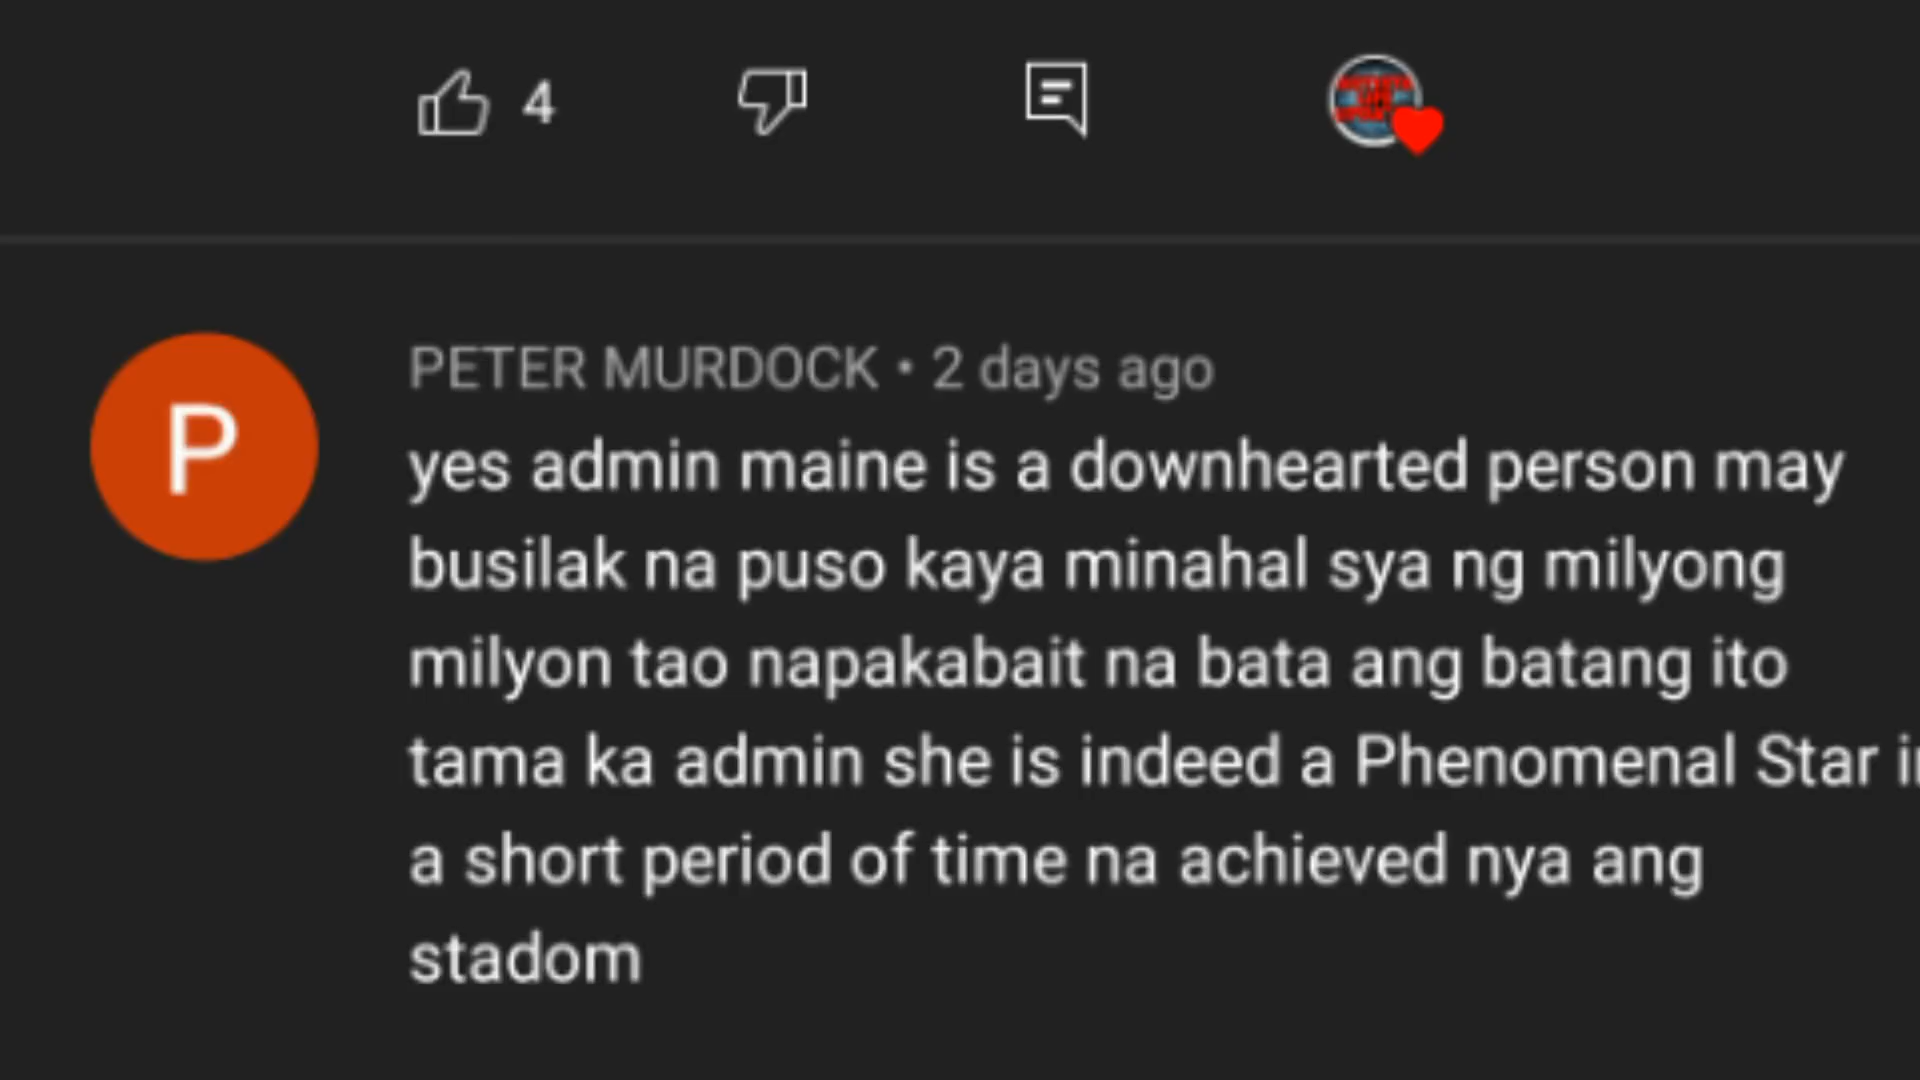 4
PETER MURDOCK • 2 days ago
P
yes admin maine is a downhearted person may
busilak na puso kaya minahal sya ng milyong
milyon tao napakabait na bata ang batang ito
tama ka admin she is indeed a Phenomenal Star
a short period of time na achieved nya ang
stadom